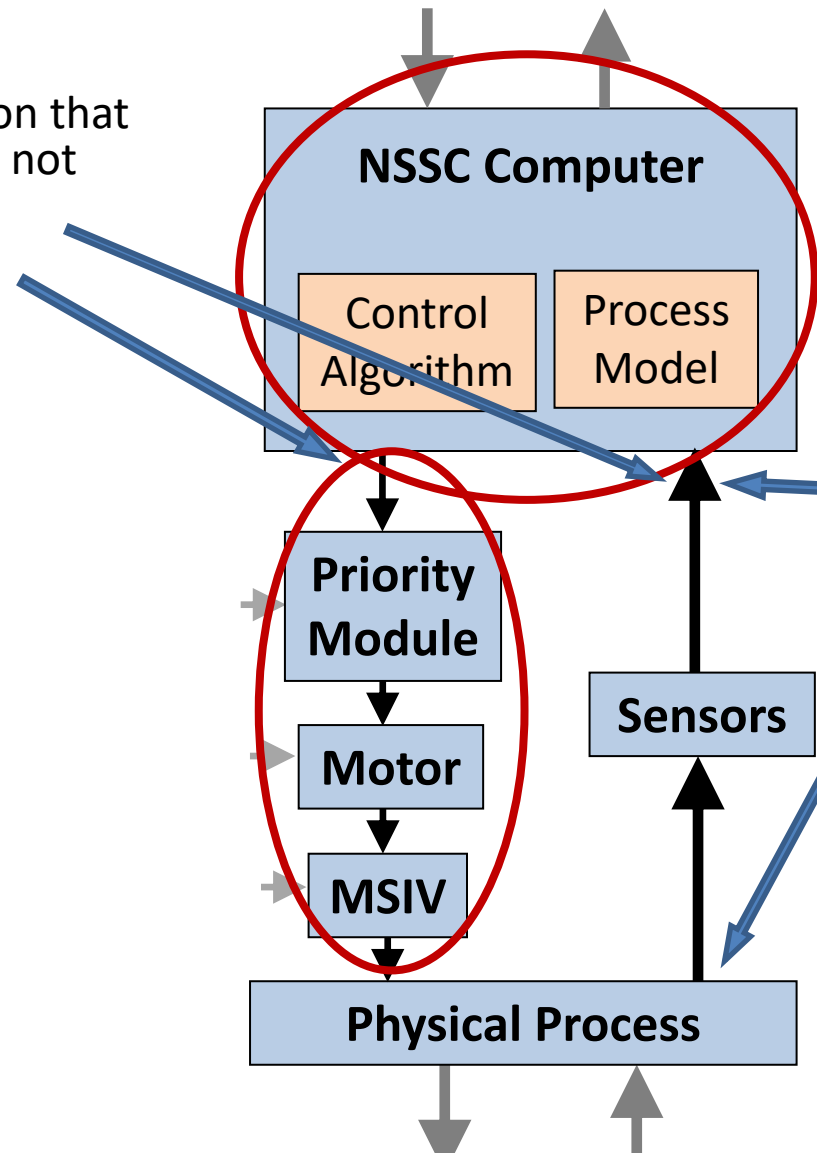 on that
not
NSSC Computer
Control
Algorithm
Process
Model
Priority
Module
Sensors
Motor
MSIV
Physical Process